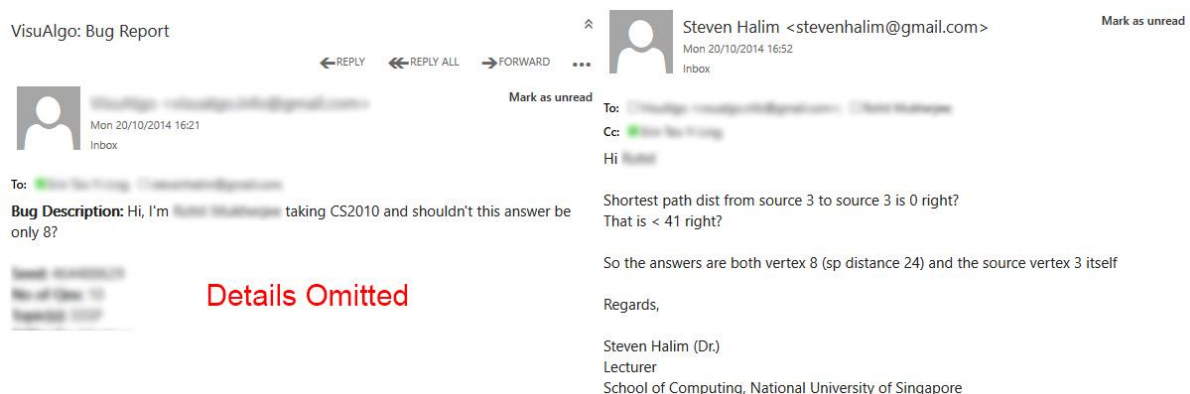 VisuAlgo: Bug Report
REPLY REPLY ALL FORWARD
Mark as unread
Mon 20/10/2014 16:21
Inbox
To:
Bug Description: Hi, I'm taking CS2010 and shouldn't this answer be
only 8?
Details Omitted
Steven Halim <stevenhalim@gmail.com>
Mark as unread
Mon 20/10/2014 16:52
Inbox
To:
Cc:
Hi
Shortest path dist from source 3 to source 3 is 0 right?
That is < 41 right?
So the answers are both vertex 8 (sp distance 24) and the source vertex 3 itself
Regards,
Steven Halim (Dr.)
Lecturer
School of Computing, National University of Singapore